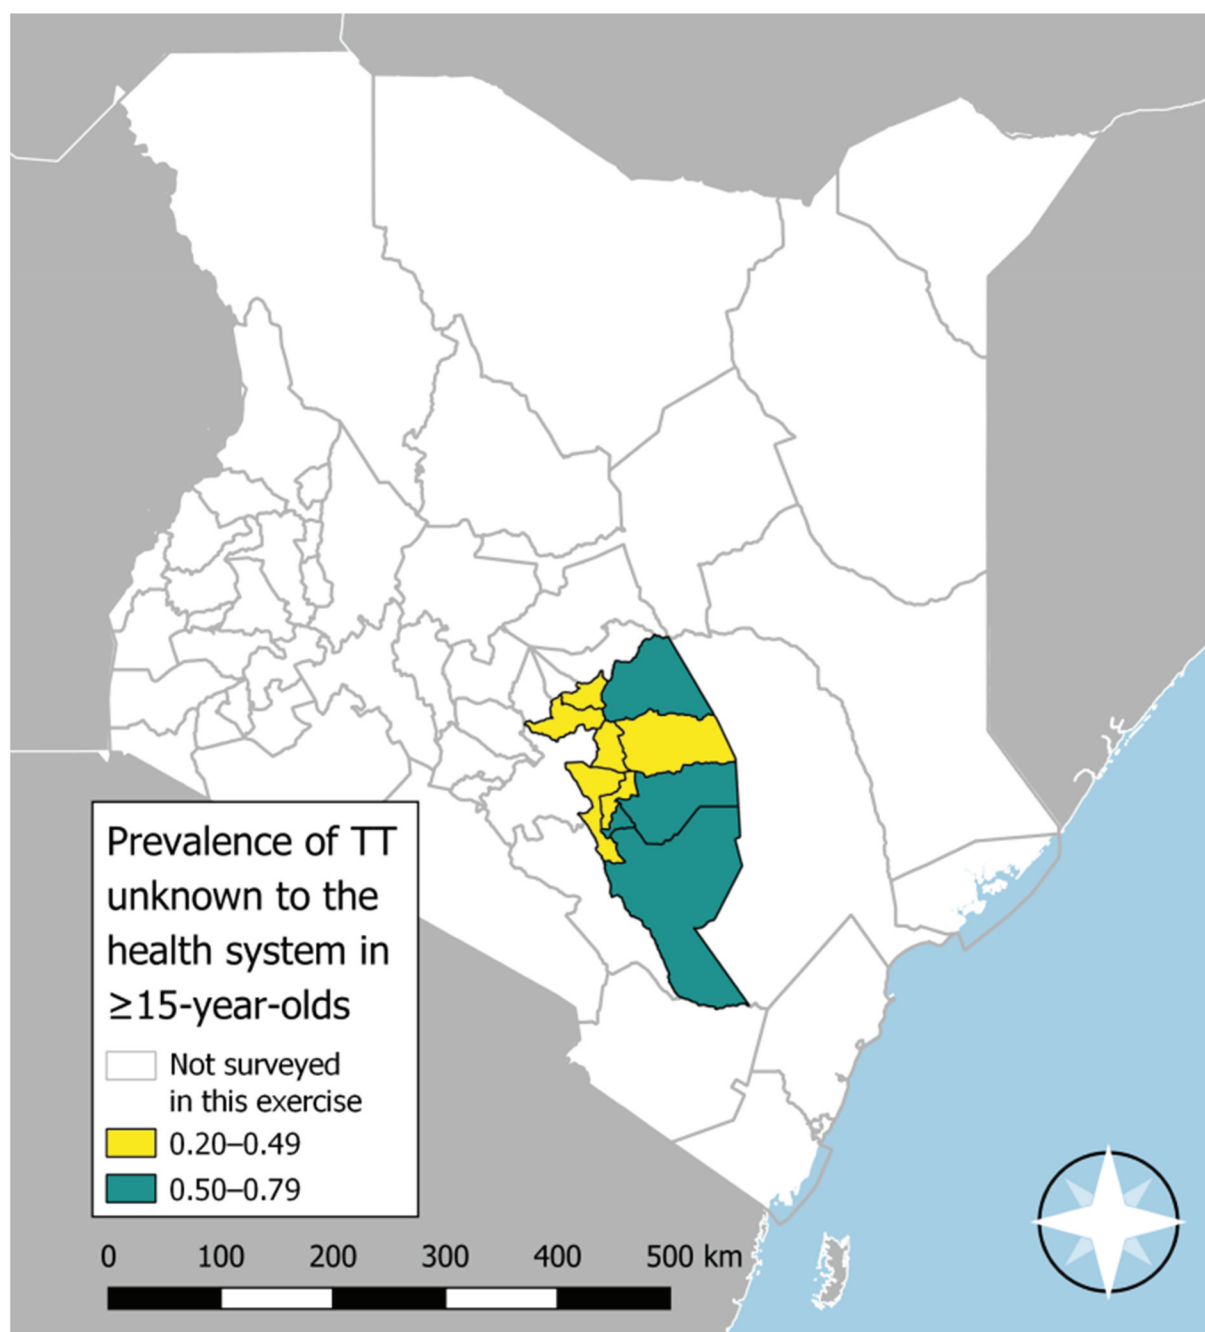 Prevalence of TT
unknown to the
health system in
≥15-year-olds
Not surveyed
in this exercise
0.20–0.49
0.50–0.79
0 100 200 300 400 500 km